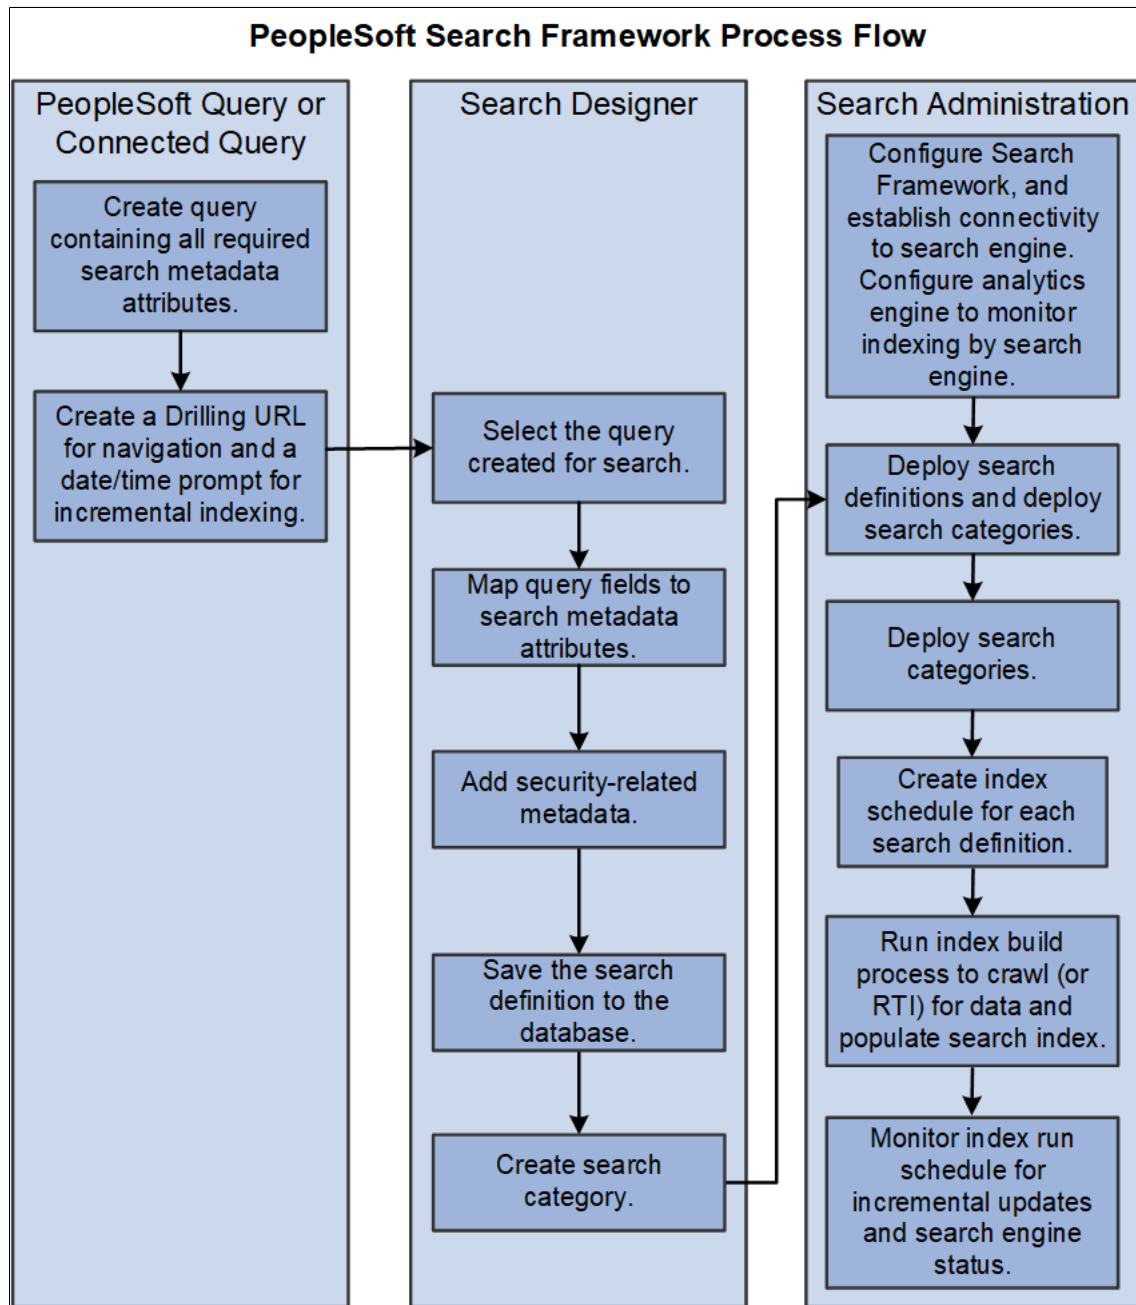 PeopleSoft Search Framework Process Flow
PeopleSoft Query or
Connected Query
Create query
containing all required
search metadata
attributes.
Create a Drilling URL
for navigation and a
date/time prompt for
incremental indexing.
Search Designer
Select the query
created for search.
Map query fields to
search metadata
attributes.
Add security-related
metadata.
Save the search
definition to the
database.
Create search
category.
Search Administration
Configure Search
Framework, and
establish connectivity
to search engine.
Configure analytics
engine to monitor
indexing by search
engine.
Deploy search
definitions and deploy
search categories.
Deploy search
categories.
Create index
schedule for each
search definition.
Run index build
process to crawl (or
RTI) for data and
populate search index.
Monitor index run
schedule for
incremental updates
and search engine
status.